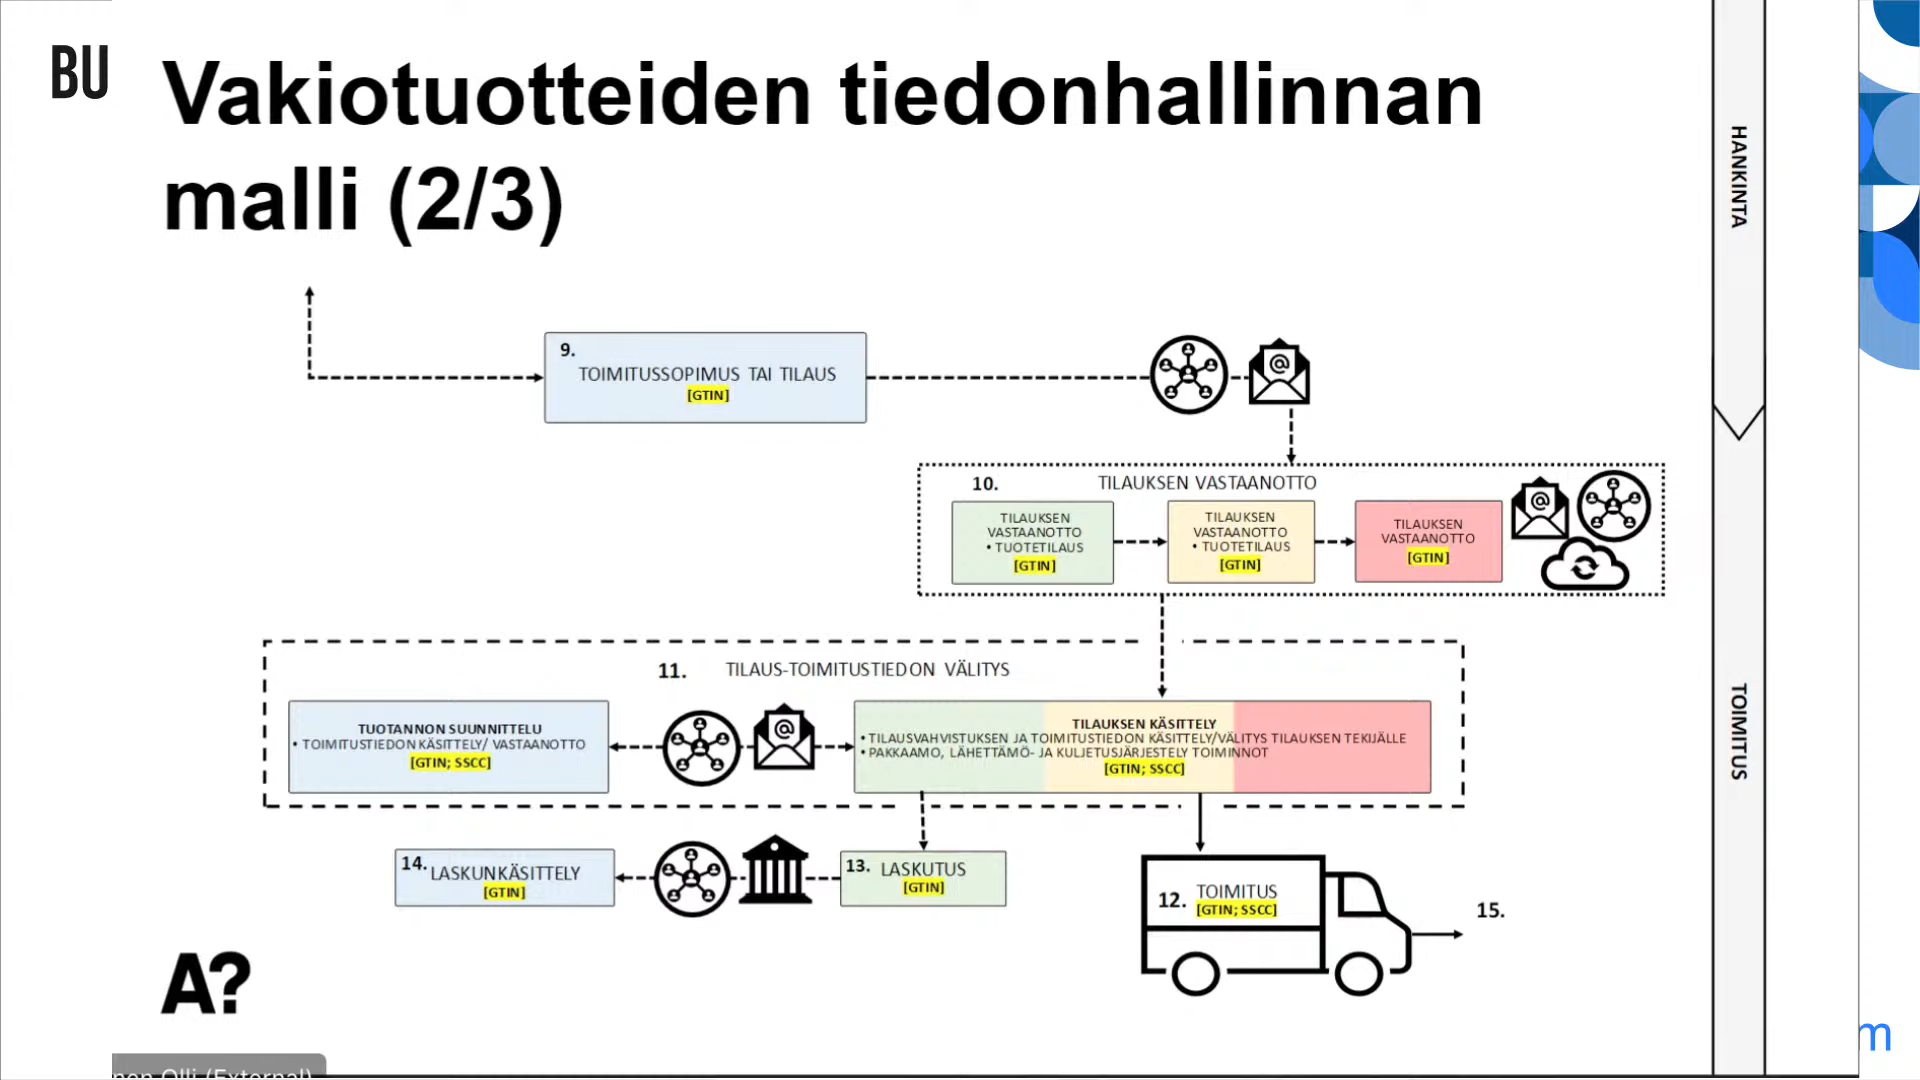 BU
Vakiotuotteiden tiedonhallinnan
malli (2/3)
HANKINTA
9.
TOIMITUSSOPIMUS TAI TILAUS
[GTIN]
@
10. TILAUKSEN VASTAANOTTO
TILAUKSEN
VASTAANOTTO
• TUOTETILAUS
[GTIN]
TILAUKSEN
VASTAANOTTO
• TUOTETILAUS
[GTIN]
TILAUKSEN
VASTAANOTTO
[GTIN]
@
11. TILAUS-TOIMITUSTIEDON VÄLITYS
TUOTANNON SUUNNITTELU
• TOIMITUSTIEDON KÄSITTELY/ VASTAANOTTO
[GTIN; SSCC]
@
TILAUKSEN KÄSITTELY
• TILAUSVAHVISTUKSEN JA TOIMITUSTIEDON KÄSITTELY/VÄLITYS TILAUKSEN TEKIJÄLLE
• PAKKAAMO, LÄHETTÄMÖ- JA KULJETUSJÄRJESTELY TOIMINNOT
[GTIN; SSCC]
TOIMITUS
14. LASKUNKÄSITTELY
[GTIN]
13. LASKUTUS
[GTIN]
12. TOIMITUS
[GTIN; SSCC]
15.
A?
m
Olli (External)